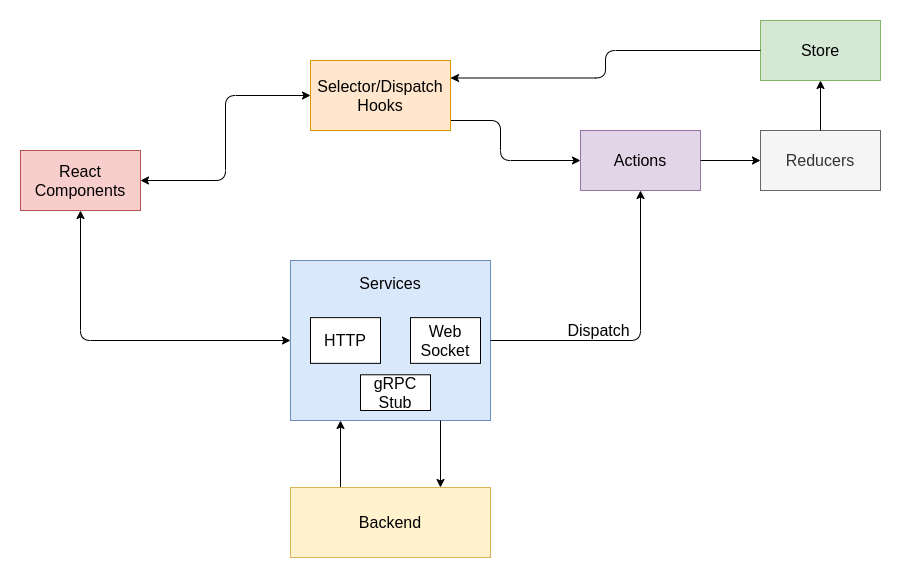 Store
Selector/Dispatch
Hooks
Actions
Reducers
React
Components
Services
HTTP
Web
Socket
gRPC
Stub
Dispatch
Backend